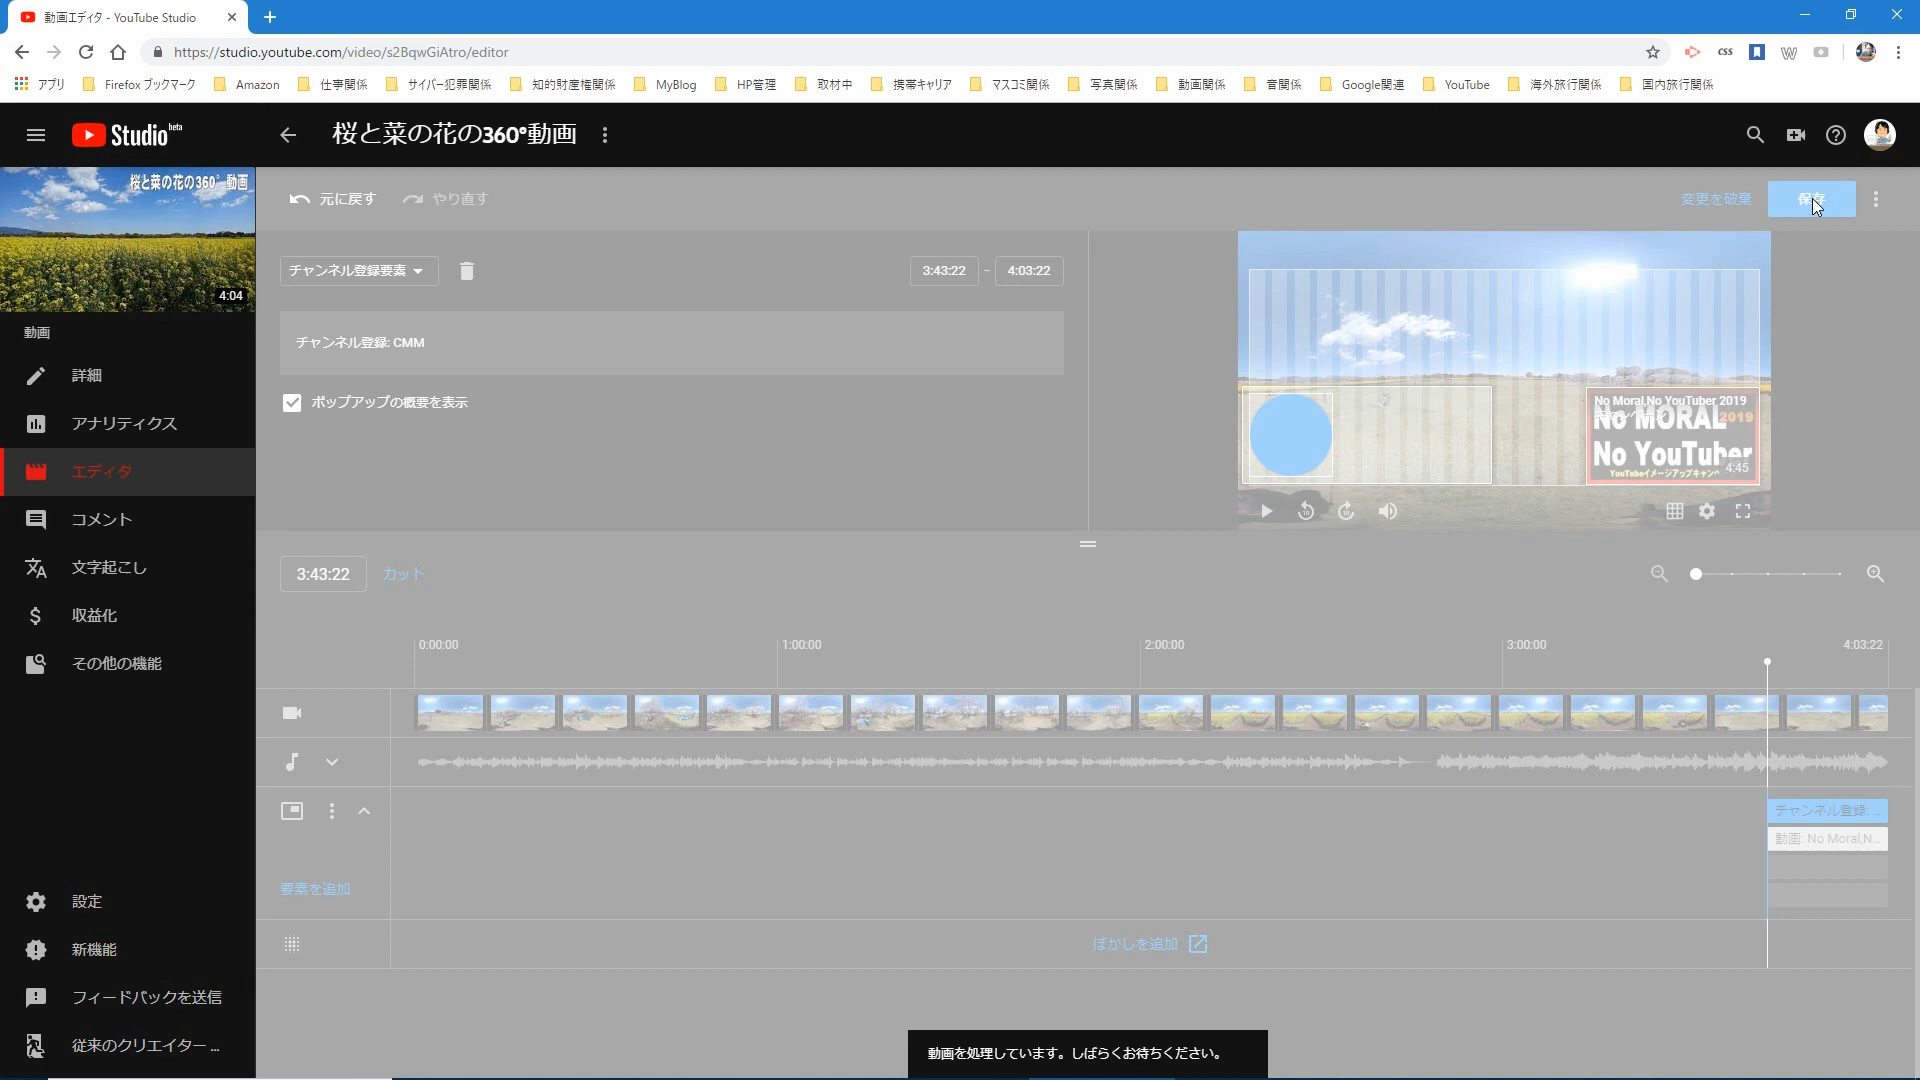 動画エディタ - YouTube Studio
https://studio.youtube.com/video/s2BqwGiAtro/editor
css
アプリ
Firefox ブックマーク
Amazon
仕事関係
サイバー犯罪関係
知的財産権関係
MyBlog
HP管理
取材中
携帯キャリア
マスコミ関係
写真関係
動画関係
音関係
Google関連
YouTube
海外旅行関係
国内旅行関係
Studio beta
桜と菜の花の360°動画
桜と菜の花の360°動画
4:04
元に戻す
やり直す
変更を破棄
保存
チャンネル登録要素
3:43:22 - 4:03:22
チャンネル登録: CMM
ポップアップの概要を表示
No Moral,No YouTuber 2019
No MORAL 2019
No YouTuber
4:45
動画
詳細
アナリティクス
エディタ
コメント
文字起こし
収益化
その他の機能
設定
新機能
フィードバックを送信
従来のクリエイター ...
3:43:22
カット
0:00:00
1:00:00
2:00:00
3:00:00
4:03:22
チャンネル登録: ...
動画: No Moral,N...
要素を追加
ぼかしを追加
動画を処理しています。しばらくお待ちください。